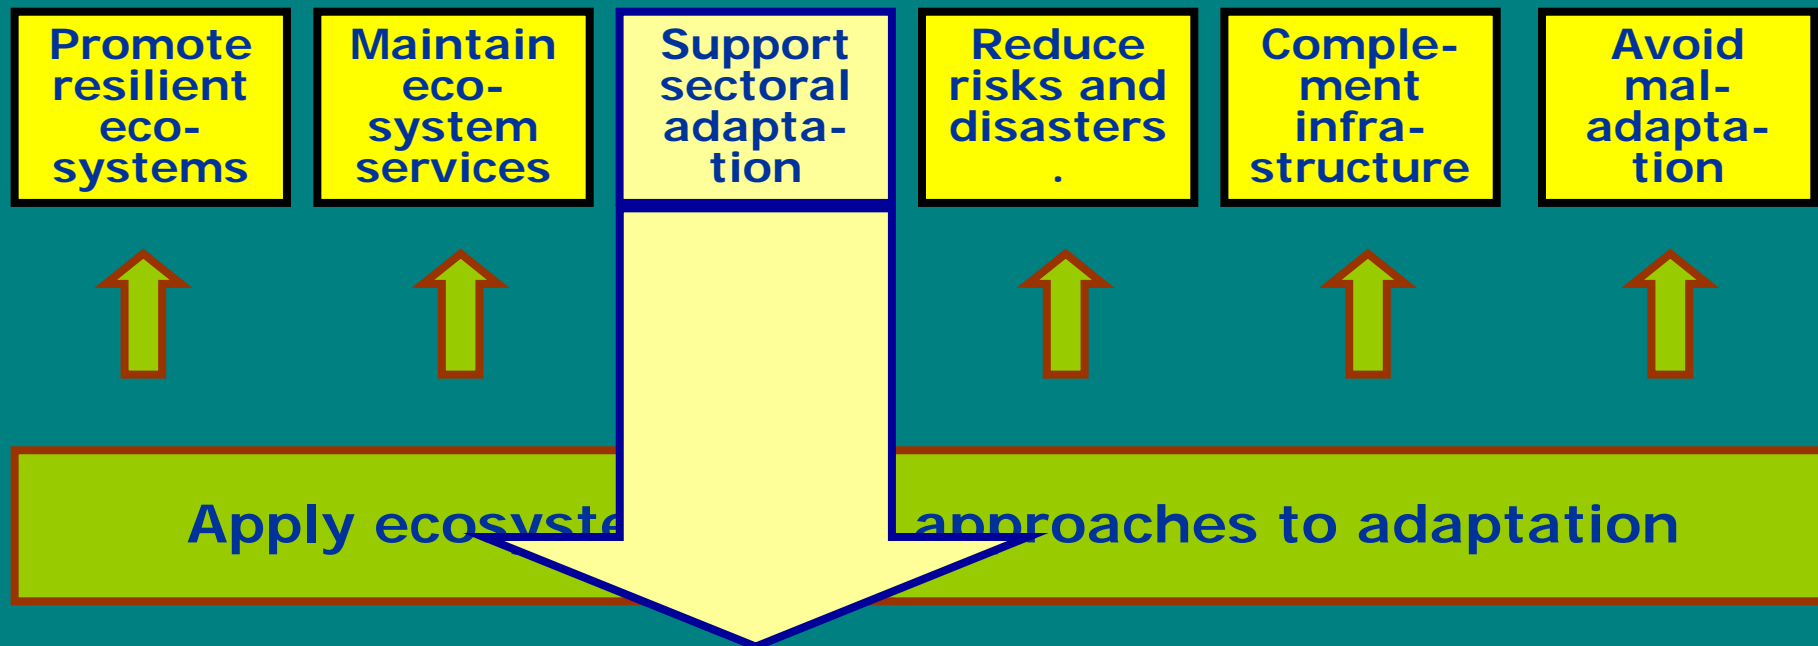 Promote
resilient
eco-
systems
Maintain
eco-
system
services
Support
sectoral
adapta-
tion
Reduce
risks and
disasters
.
Comple-
ment
infra-
structure
Avoid
mal-
adapta-
tion
Apply ecosyste approaches to adaptation